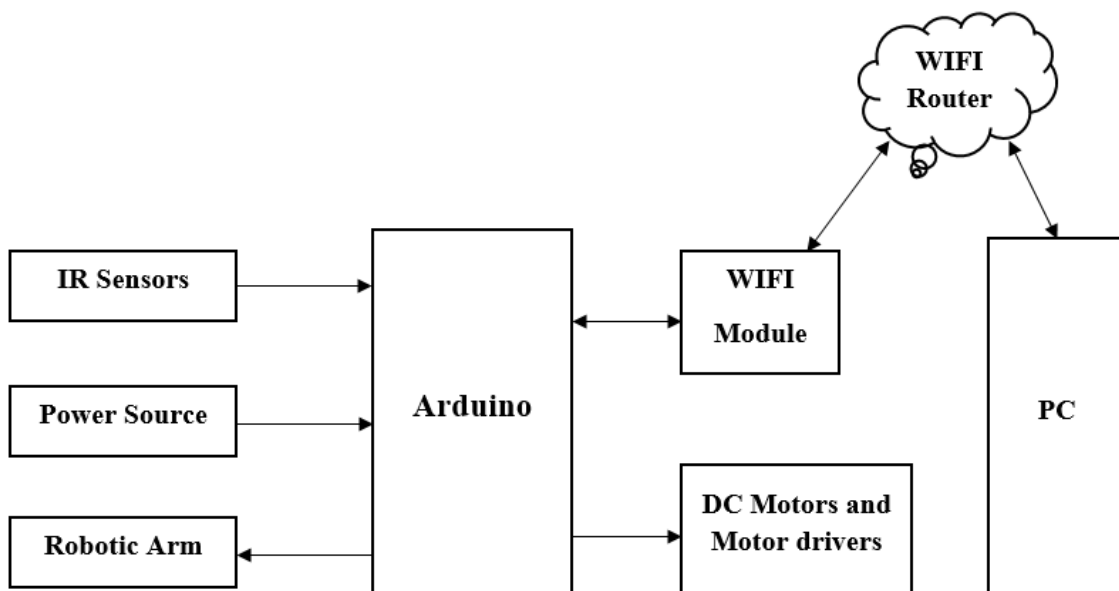 WIFI
Router
IR Sensors
WIFI
Module
Power Source
Arduino
PC
DC Motors and
Motor drivers
Robotic Arm